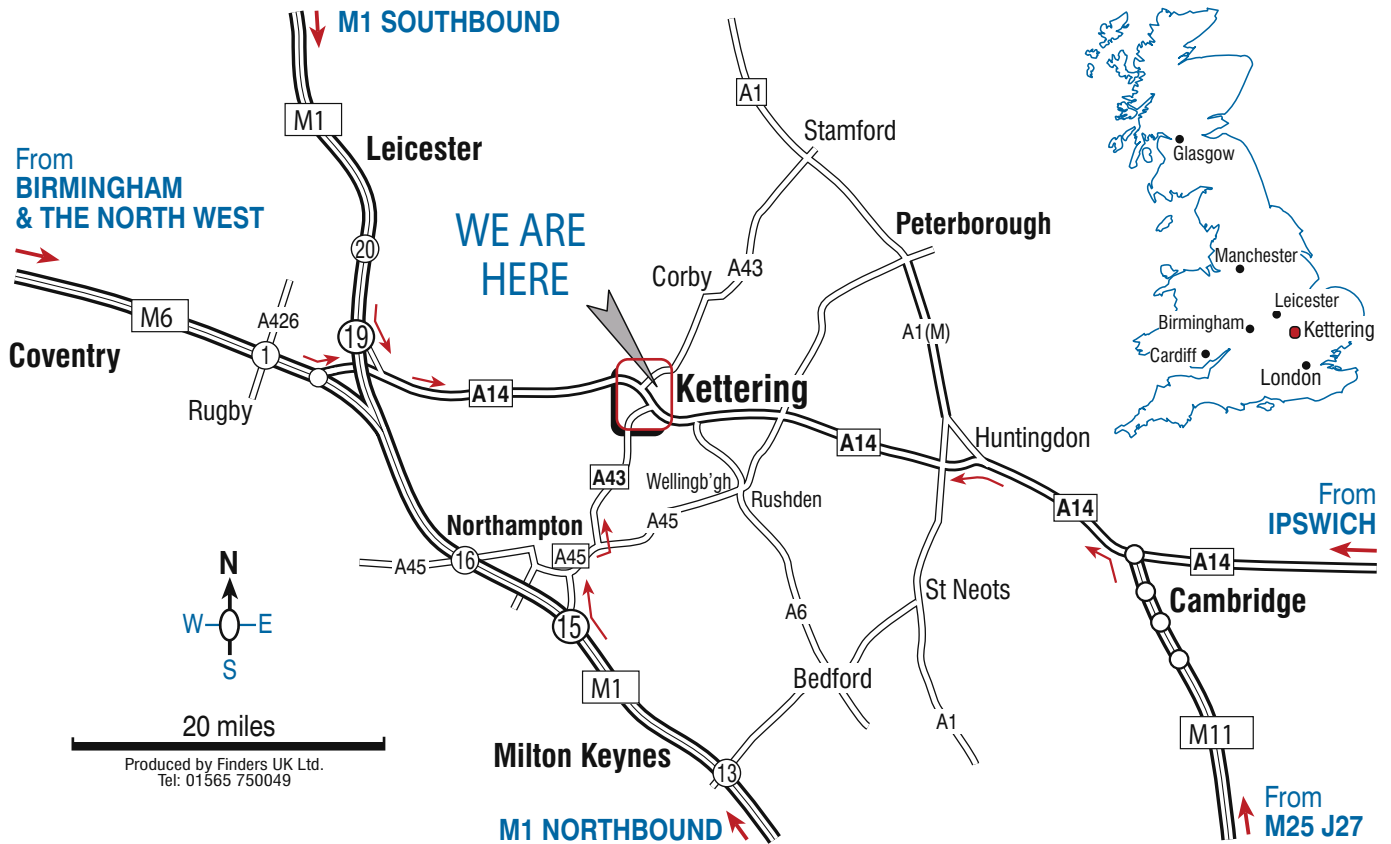 M1 SOUTHBOUND
M1
Leicester
From
BIRMINGHAM
& THE NORTH WEST
20
M6
A426
19
1
Coventry
Rugby
A14
WE ARE
HERE
Corby
A43
A1
Stamford
Peterborough
A1(M)
Kettering
A14
Huntingdon
A43
Wellingb'gh
Rushden
A45
Northampton
A45
A45
16
15
A6
St Neots
Bedford
A1
M1
Milton Keynes
13
M1 NORTHBOUND
A14
From
IPSWICH
A14
Cambridge
M11
From
M25 J27
N
W
E
S
20 miles
Produced by Finders UK Ltd.
Tel: 01565 750049
Glasgow
Manchester
Leicester
Birmingham
Kettering
Cardiff
London